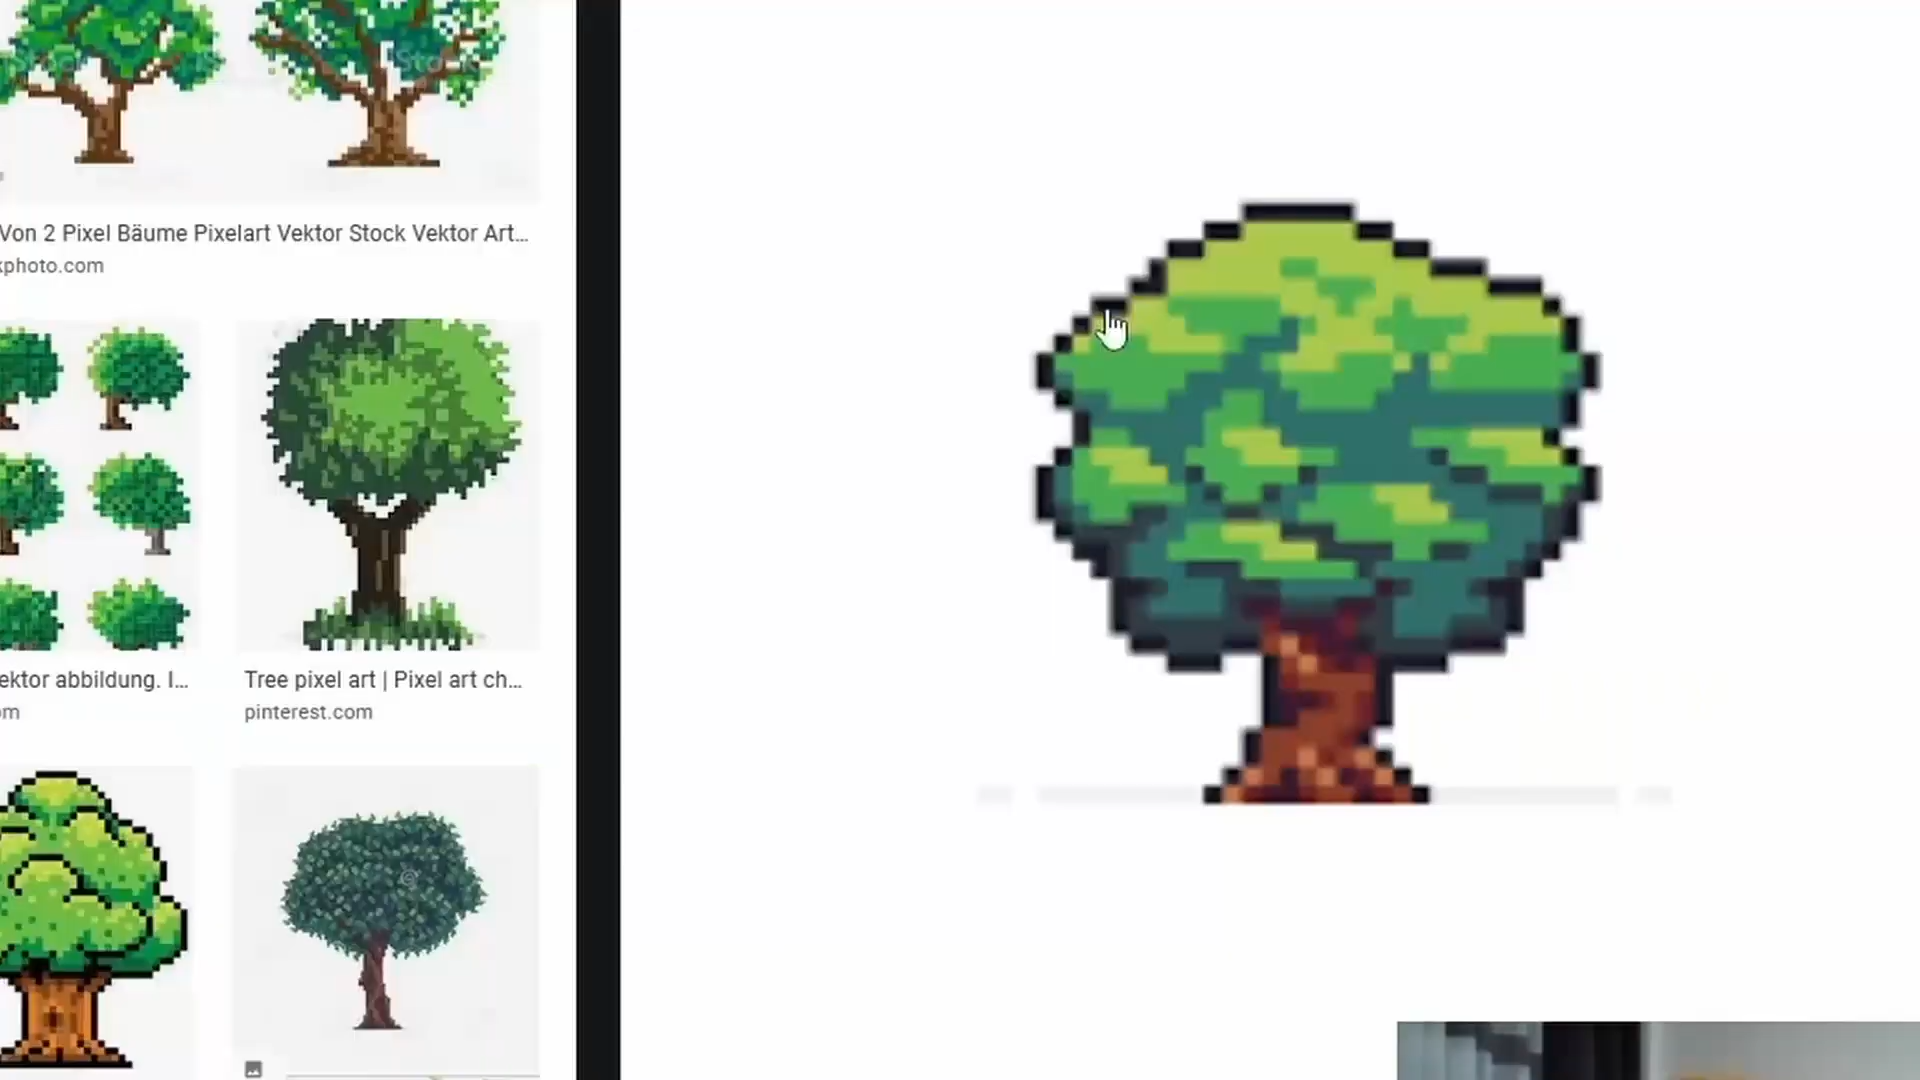 Von 2 Pixel Bäume Pixelart Vektor Stock Vektor Art...
kphoto.com
ektor abbildung. I...
om
Tree pixel art | Pixel art ch...
pinterest.com